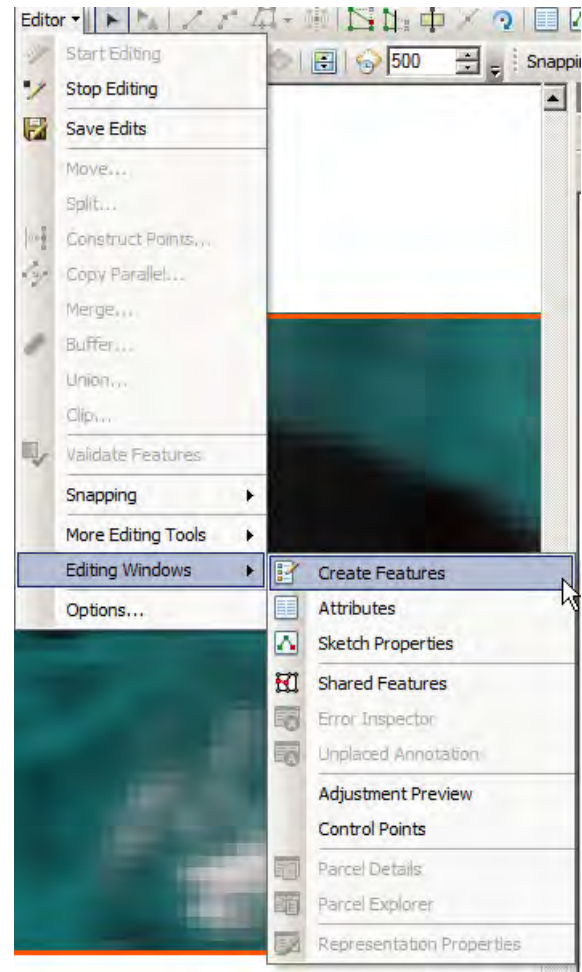 Editor
500
Snappi
Start Editing
Stop Editing
Save Edits
Move...
Split...
Construct Points...
Copy Parallel...
Merge...
Buffer...
Union...
Clip...
Validate Features
Snapping
More Editing Tools
Editing Windows
Options...
Create Features
Attributes
Sketch Properties
Shared Features
Error Inspector
Unplaced Annotation
Adjustment Preview
Control Points
Parcel Details
Parcel Explorer
Representation Properties